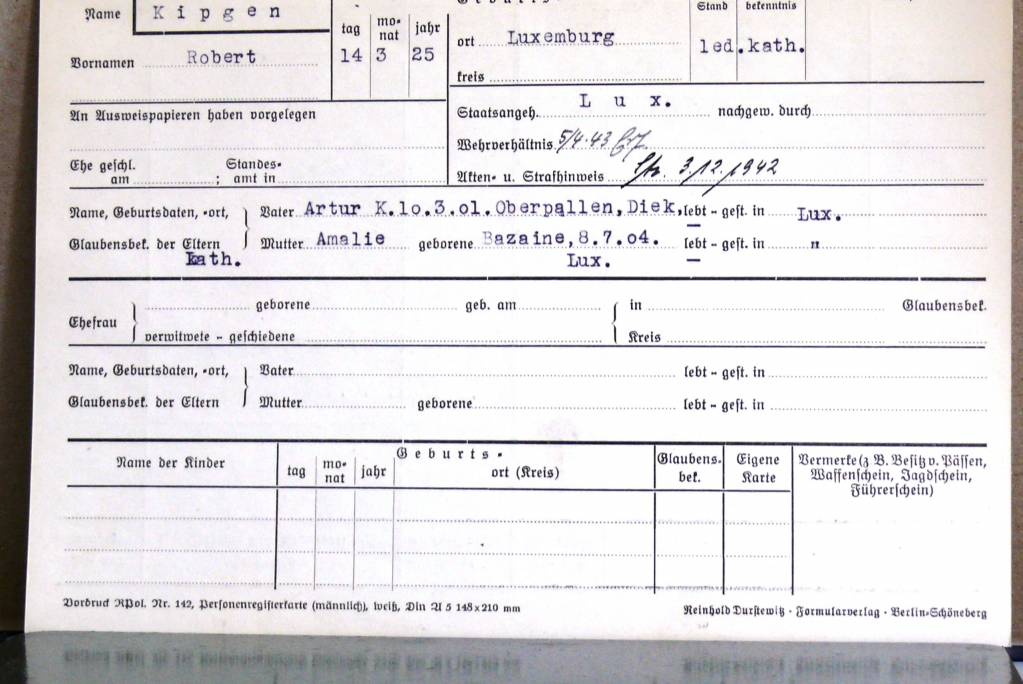 Name Kipgen
tag monat jahr
Stand bekenntnis
Vornamen Robert 14 3 25
ort Luxemburg led. kath.
kreis
An Ausweispapieren haben vorgelegen
Staatsangeh. Lux. nachgew. durch
Wehrverhältnis 5/4.43
Ehe geschl. am ; Standesamt in
Akten- u. Strafhinweis 3.12.1942
Name, Geburtsdaten, -ort, Vater Artur K.lo.3.ol.Oberpallen,Diek, lebt - gest. in Lux.
Glaubensbek. der Eltern Mutter Amalie geborene Bazaine,8.7.04. lebt - gest. in "
kath. Lux.
Ehefrau geborene geb. am in Glaubensbek.
verwitwete - geschiedene Kreis
Name, Geburtsdaten, -ort, Vater lebt - gest. in
Glaubensbek. der Eltern Mutter geborene lebt - gest. in
Name der Kinder Geburts- Glaubensbek. Eigene Karte Vermerke (z B. Besitz v. Pässen,
tag monat jahr ort (Kreis) Waffenschein, Jagdschein,
Führerschein)
Vordruck RPol. Nr. 142, Personenregisterkarte (männlich), weiß, Din A 5 148x210 mm Reinhold Durstewitz · Formularverlag · Berlin-Schöneberg